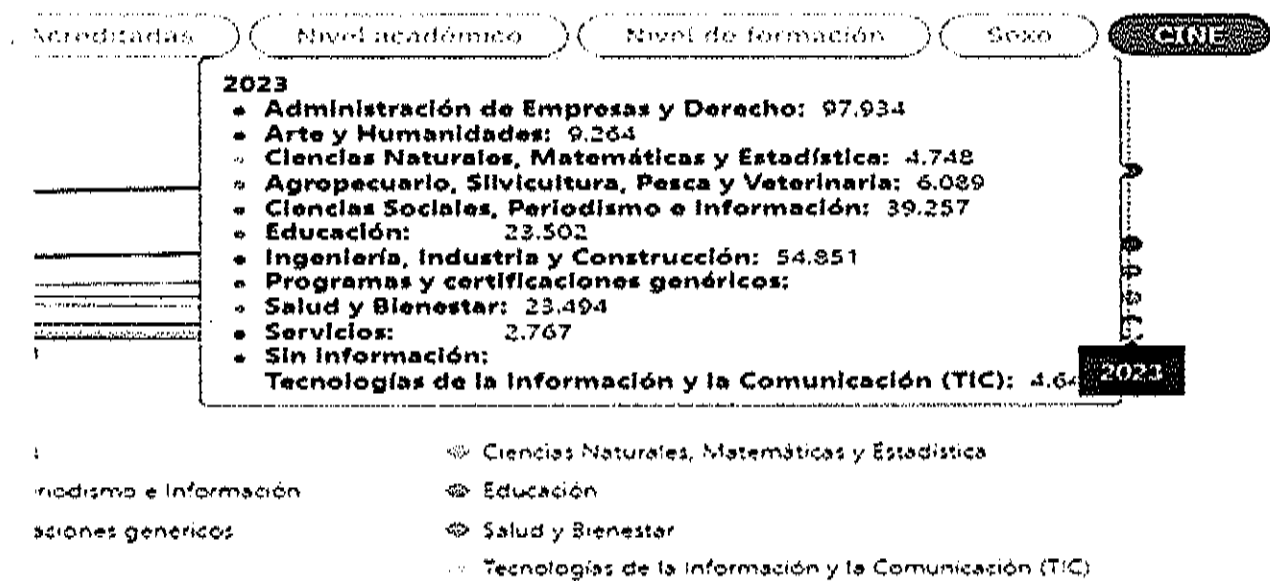 Acreditadas
Nivel académico
Nivel de formación
Sexo
CINE
2023
Administración de Empresas y Derecho: 97.934
Arte y Humanidades: 9.264
Ciencias Naturales, Matemáticas y Estadística: 4.748
Agropecuario, Silvicultura, Pesca y Veterinaria: 6.089
Ciencias Sociales, Periodismo e Información: 39.257
Educación: 23.502
Ingeniería, Industria y Construcción: 54.851
Programas y certificaciones genéricos:
Salud y Bienestar: 23.494
Servicios: 2.767
Sin información:
Tecnologías de la Información y la Comunicación (TIC): 4.64
2023
Ciencias Naturales, Matemáticas y Estadística
riodismo e Información
Educación
aciones genericos
Salud y Bienestar
Tecnologías de la Información y la Comunicación (TIC)